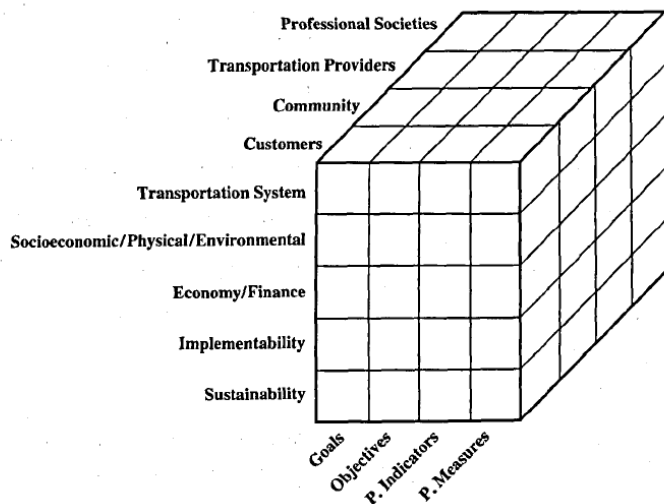 Professional Societies
Transportation Providers
Community
Customers
Transportation System
Socioeconomic/Physical/Environmental
Economy/Finance
Implementability
Sustainability
Goals
Objectives
P. Indicators
P. Measures